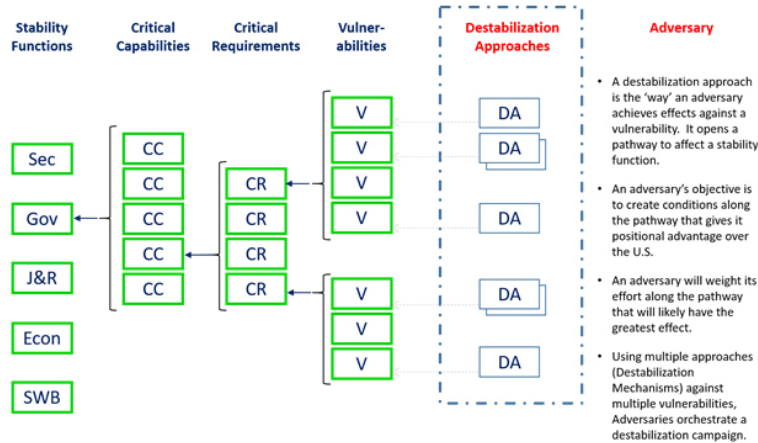 Stability
Functions
Critical
Capabilities
Critical
Requirements
Vulner-
abilities
Destabilization
Approaches
Adversary
Sec
Gov
J&R
Econ
SWB
CC
CC
CC
CC
CC
CR
CR
CR
CR
V
V
V
V
V
V
V
DA
DA
DA
DA
DA
• A destabilization approach
is the ‘way’ an adversary
achieves effects against a
vulnerability. It opens a
pathway to affect a stability
function.
• An adversary’s objective is
to create conditions along
the pathway that gives it
positional advantage over
the U.S.
• An adversary will weight its
effort along the pathway
that will likely have the
greatest effect.
• Using multiple approaches
(Destabilization
Mechanisms) against
multiple vulnerabilities,
Adversaries orchestrate a
destabilization campaign.